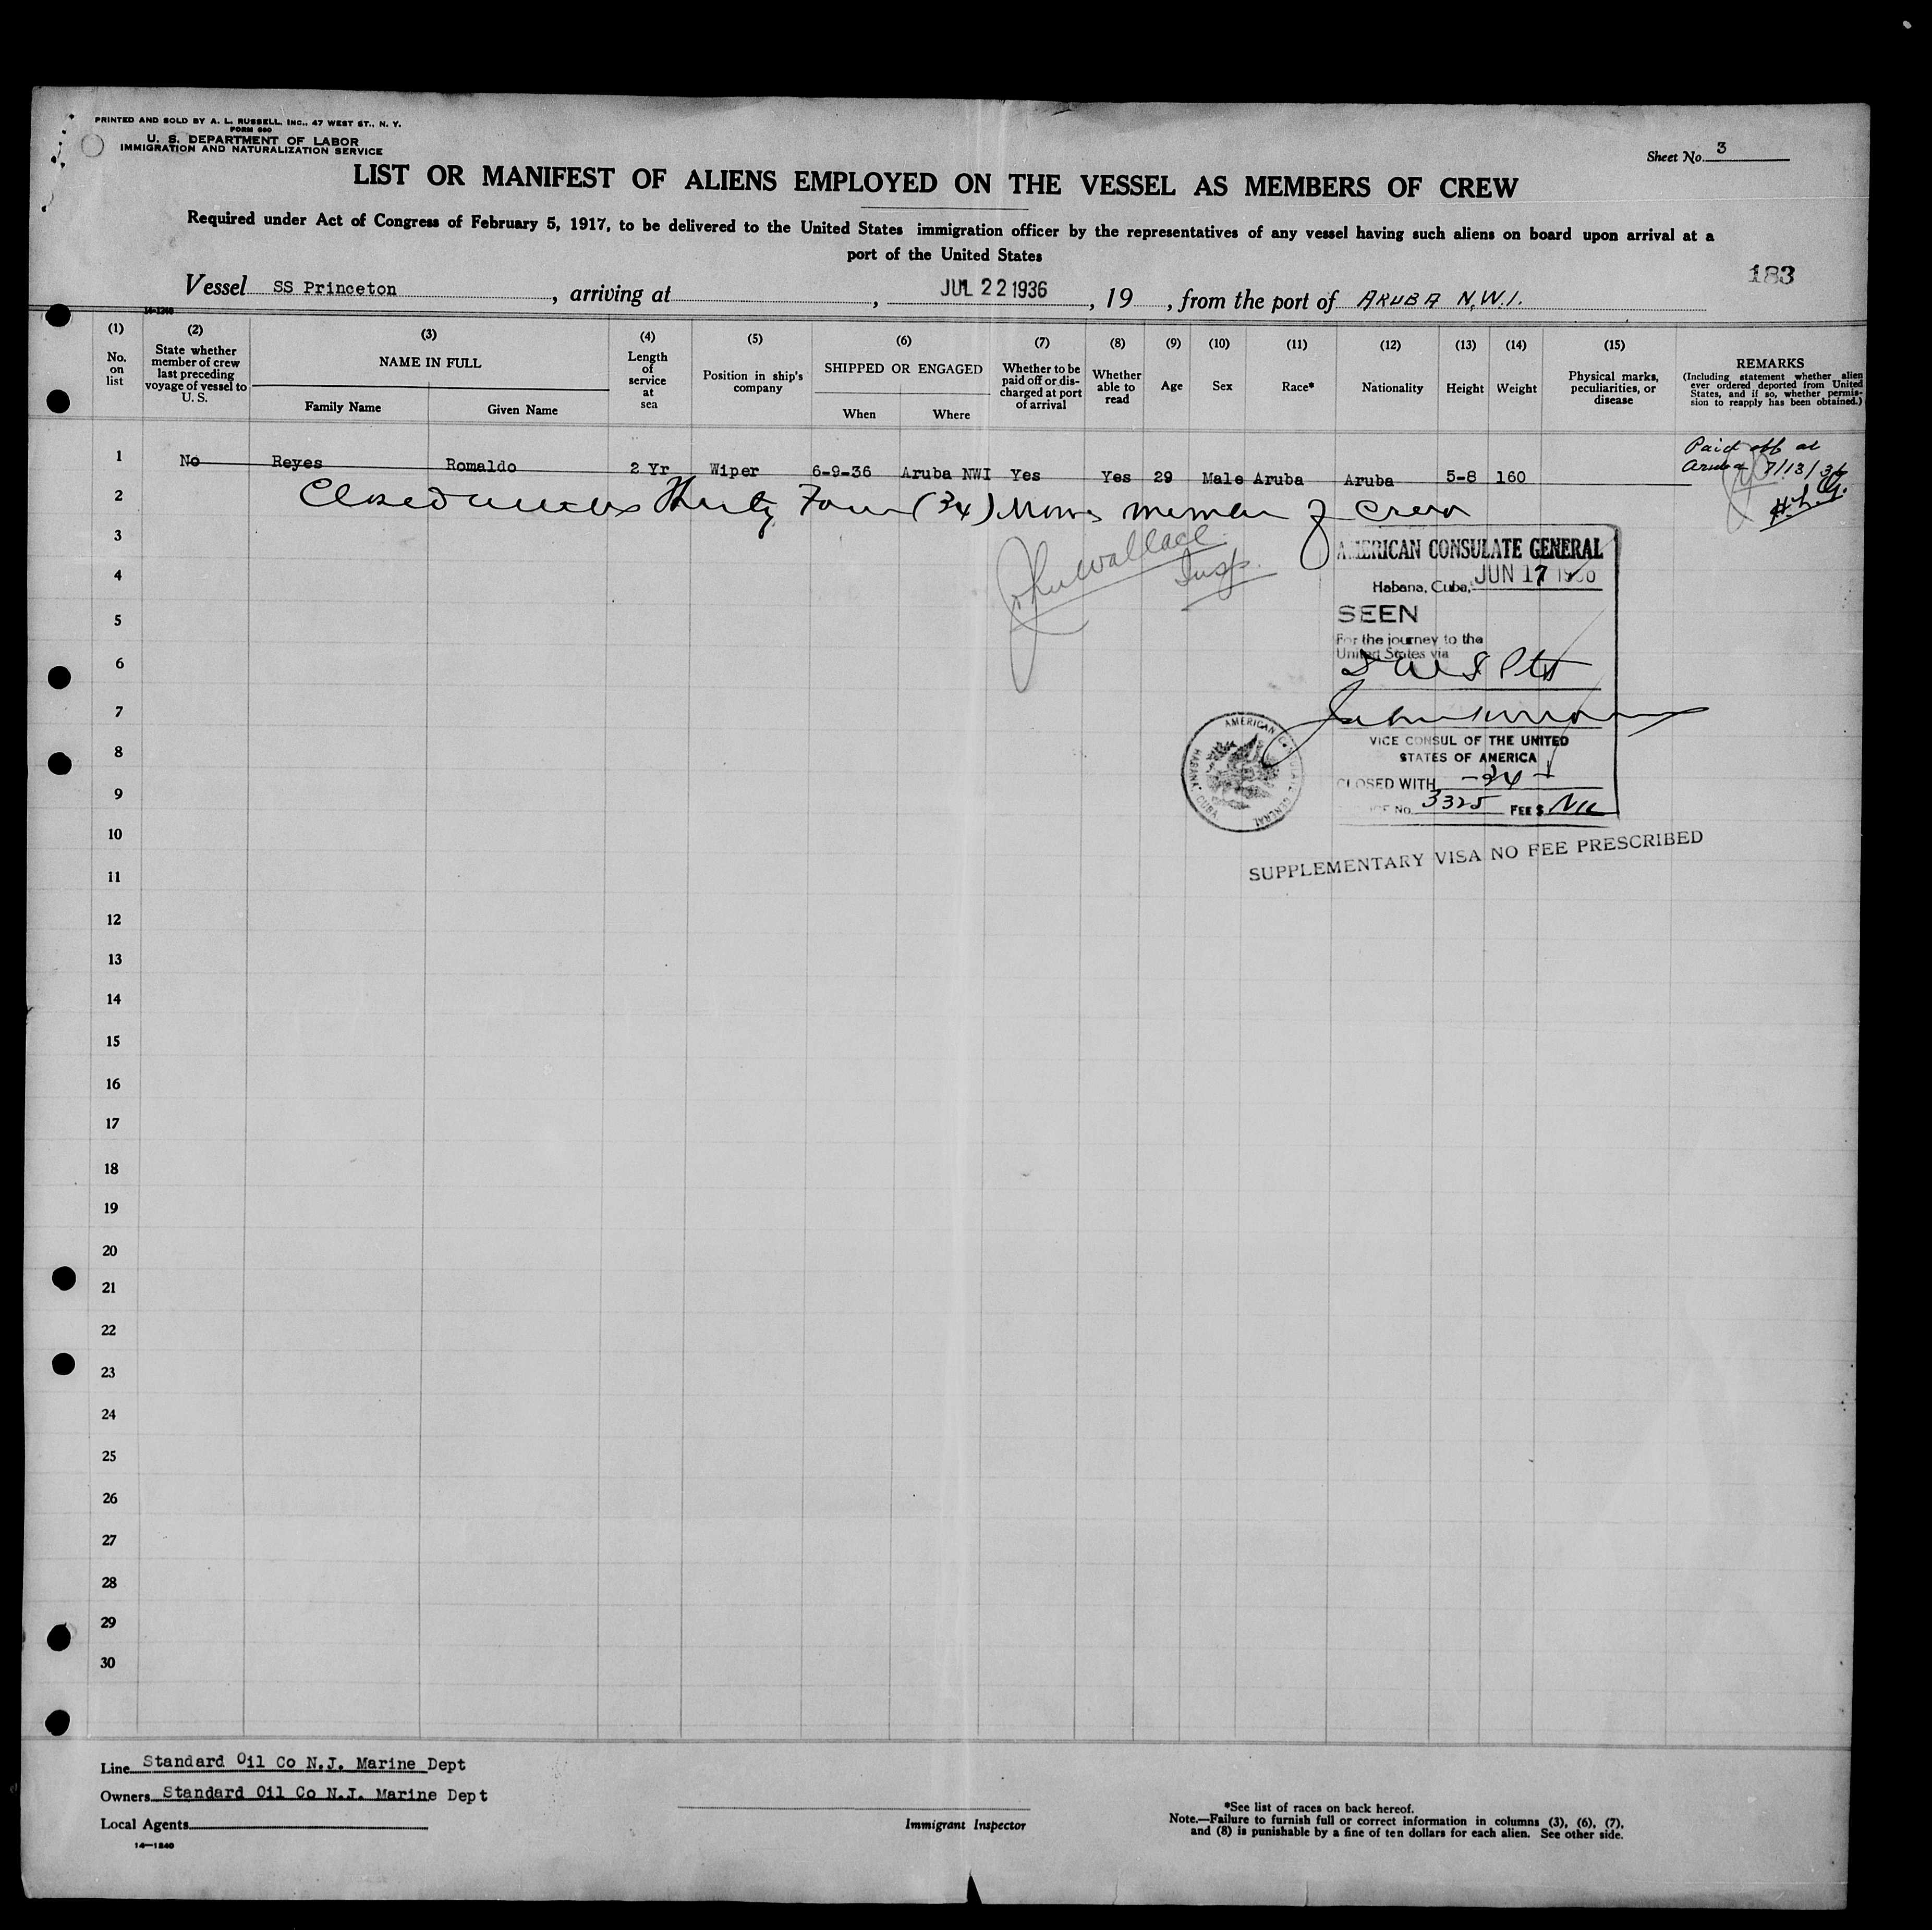 PRINTED AND SOLD BY A. L. RUSSELL, INC., 47 WEST ST., N. Y.
FORM 680
U. S. DEPARTMENT OF LABOR
IMMIGRATION AND NATURALIZATION SERVICE
Sheet No. 3
LIST OR MANIFEST OF ALIENS EMPLOYED ON THE VESSEL AS MEMBERS OF CREW
Required under Act of Congress of February 5, 1917, to be delivered to the United States immigration officer by the representatives of any vessel having such aliens on board upon arrival at a
port of the United States
183
Vessel SS Princeton, arriving at , JUL 22 1936, 19 , from the port of ARUBA N.W.I.
14-1240
(1) (2) (3) (4) (5) (6) (7) (8) (9) (10) (11) (12) (13) (14) (15)
No. on list
State whether member of crew last preceding voyage of vessel to U. S.
NAME IN FULL
Family Name
Given Name
Length of service at sea
Position in ship's company
SHIPPED OR ENGAGED
When
Where
Whether to be paid off or discharged at port of arrival
Whether able to read
Age
Sex
Race*
Nationality
Height
Weight
Physical marks, peculiarities, or disease
REMARKS
(Including statement whether alien ever ordered deported from United States, and if so, whether permission to reapply has been obtained.)
1 No Reyes Romaldo 2 Yr Wiper 6-9-36 Aruba NWI Yes Yes 29 Male Aruba Aruba 5-8 160
Paid off at
Aruba 7/13/36
2 Closed Thirty Four (34) member of crew
3
John Wallace
Insp.
AMERICAN CONSULATE GENERAL
4
Habana, Cuba, JUN 17 1936
5
SEEN
For the journey to the
United States via
6
7
VICE CONSUL OF THE UNITED
STATES OF AMERICA
8
AMERICAN CONSULATE GENERAL
HABANA, CUBA
CLOSED WITH -34-
9
No. 3325 FEE $ Nil
10
SUPPLEMENTARY VISA NO FEE PRESCRIBED
11
12
13
14
15
16
17
18
19
20
21
22
23
24
25
26
27
28
29
30
Line Standard Oil Co N.J. Marine Dept
Owners Standard Oil Co N.J. Marine Dept
Local Agents
14—1240
Immigrant Inspector
*See list of races on back hereof.
Note.—Failure to furnish full or correct information in columns (3), (6), (7),
and (8) is punishable by a fine of ten dollars for each alien. See other side.